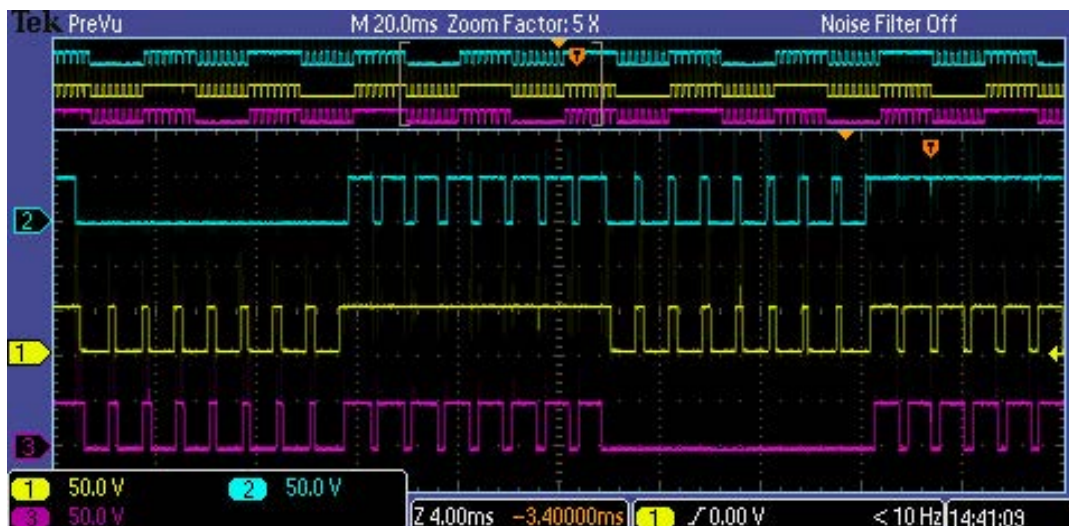 Tek PreVu M 20.0ms Zoom Factor: 5 X Noise Filter Off
T
T
2
1
3
1 50.0 V 2 50.0 V
3 50.0 V Z 4.00ms -3.40000ms 1 / 0.00 V < 10 Hz 14:41:09